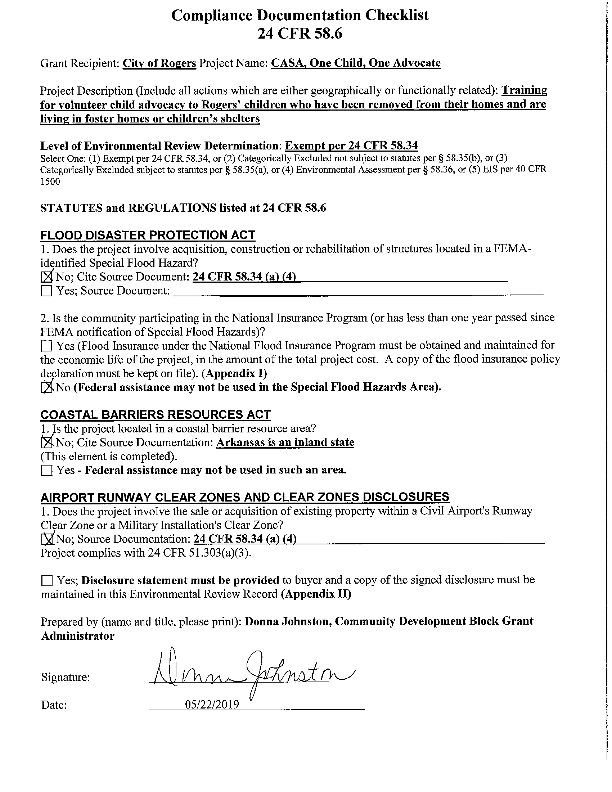 Compliance Documentation Checklist
24 CFR 58.6
Grant Recipient: City of Rogers Project Name: CASA, One Child, One Advocate
Project Description (Include all actions which are either geographically or functionally related): Training
for volunteer child advocacy to Rogers' children who have been removed from their homes and are
living in foster homes or children's shelters
Level of Environmental Review Determination: Exempt per 24 CFR 58.34
Select One: (1) Exempt per 24 CFR 58.34, or (2) Categorically Excluded not subject to statutes per § 58.35(b), or (3)
Categorically Excluded subject to statutes per § 58.35(a), or (4) Environmental Assessment per § 58.36, or (5) EIS per 40 CFR
1500
STATUTES and REGULATIONS listed at 24 CFR 58.6
FLOOD DISASTER PROTECTION ACT
1. Does the project involve acquisition, construction or rehabilitation of structures located in a FEMA-
identified Special Flood Hazard?
☒ No; Cite Source Document: 24 CFR 58.34 (a) (4)
☐ Yes; Source Document:
2. Is the community participating in the National Insurance Program (or has less than one year passed since
FEMA notification of Special Flood Hazards)?
☐ Yes (Flood Insurance under the National Flood Insurance Program must be obtained and maintained for
the economic life of the project, in the amount of the total project cost. A copy of the flood insurance policy
declaration must be kept on file). (Appendix I)
☒ No (Federal assistance may not be used in the Special Flood Hazards Area).
COASTAL BARRIERS RESOURCES ACT
1. Is the project located in a coastal barrier resource area?
☒ No; Cite Source Documentation: Arkansas is an inland state
(This element is completed).
☐ Yes - Federal assistance may not be used in such an area.
AIRPORT RUNWAY CLEAR ZONES AND CLEAR ZONES DISCLOSURES
1. Does the project involve the sale or acquisition of existing property within a Civil Airport's Runway
Clear Zone or a Military Installation's Clear Zone?
☒ No; Source Documentation: 24 CFR 58.34 (a) (4)
Project complies with 24 CFR 51.303(a)(3).
☐ Yes; Disclosure statement must be provided to buyer and a copy of the signed disclosure must be
maintained in this Environmental Review Record (Appendix II)
Prepared by (name and title, please print): Donna Johnston, Community Development Block Grant
Administrator
Signature: Donna Johnston
Date: 05/22/2019